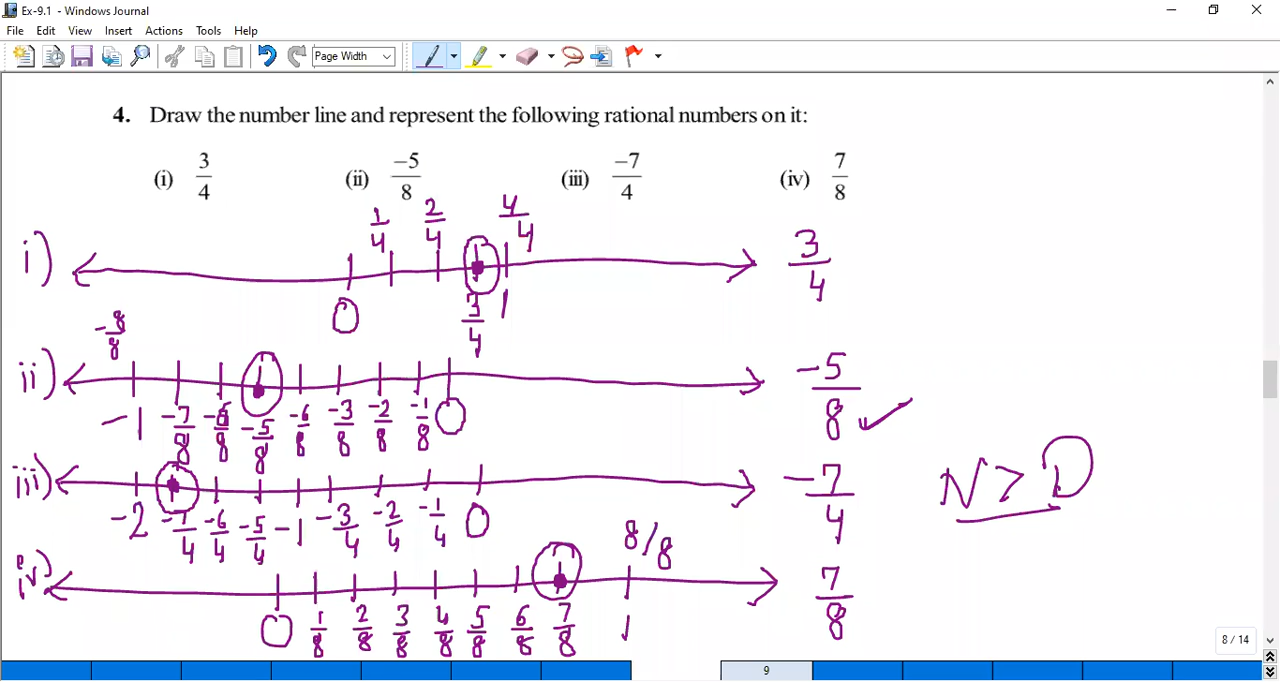 Ex-9.1 - Windows Journal
File Edit View Insert Actions Tools Help
Page Width
4. Draw the number line and represent the following rational numbers on it:
(i) 3/4 (ii) -5/8 (iii) -7/4 (iv) 7/8
1/4 2/4 4/4
i) 3/4
0 3/4 1
-8/8
ii) -5/8
-1 -7/8 -6/8 -5/8 -6/8 -3/8 -2/8 -1/8 0
iii) -7/4 N > D
-2 -7/4 -6/4 -5/4 -1 -3/4 -2/4 -1/4 0
8/8
iv) 7/8
0 1/8 2/8 3/8 4/8 5/8 6/8 7/8 1
8 / 14
9